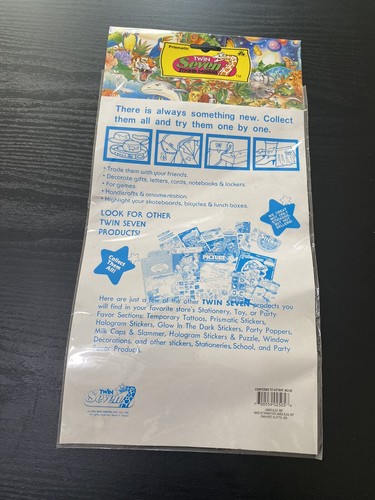 Prismatic
TWIN
Seven
There is always something new. Collect
them all and try them one by one.
• Trade them with your friends.
• Decorate gifts, letters, cards, notebooks & lockers.
• For games.
• Handicrafts & ornamentation.
• Highlight your skateboards, bicycles & lunch boxes.
LOOK FOR OTHER
TWIN SEVEN
PRODUCTS!
Collect
Them
All!
PICTURE
Here are just a few of the other TWIN SEVEN products you
will find in your favorite store's Stationery, Toy, or Party
Favor Sections: Temporary Tattoos, Prismatic Stickers,
Hologram Stickers, Glow In The Dark Stickers, Party Poppers,
Milk Caps & Slammer, Hologram Stickers & Puzzle, Window
Decorations, and other stickers, Stationeries, School, and Party
Products.
TWIN
Seven